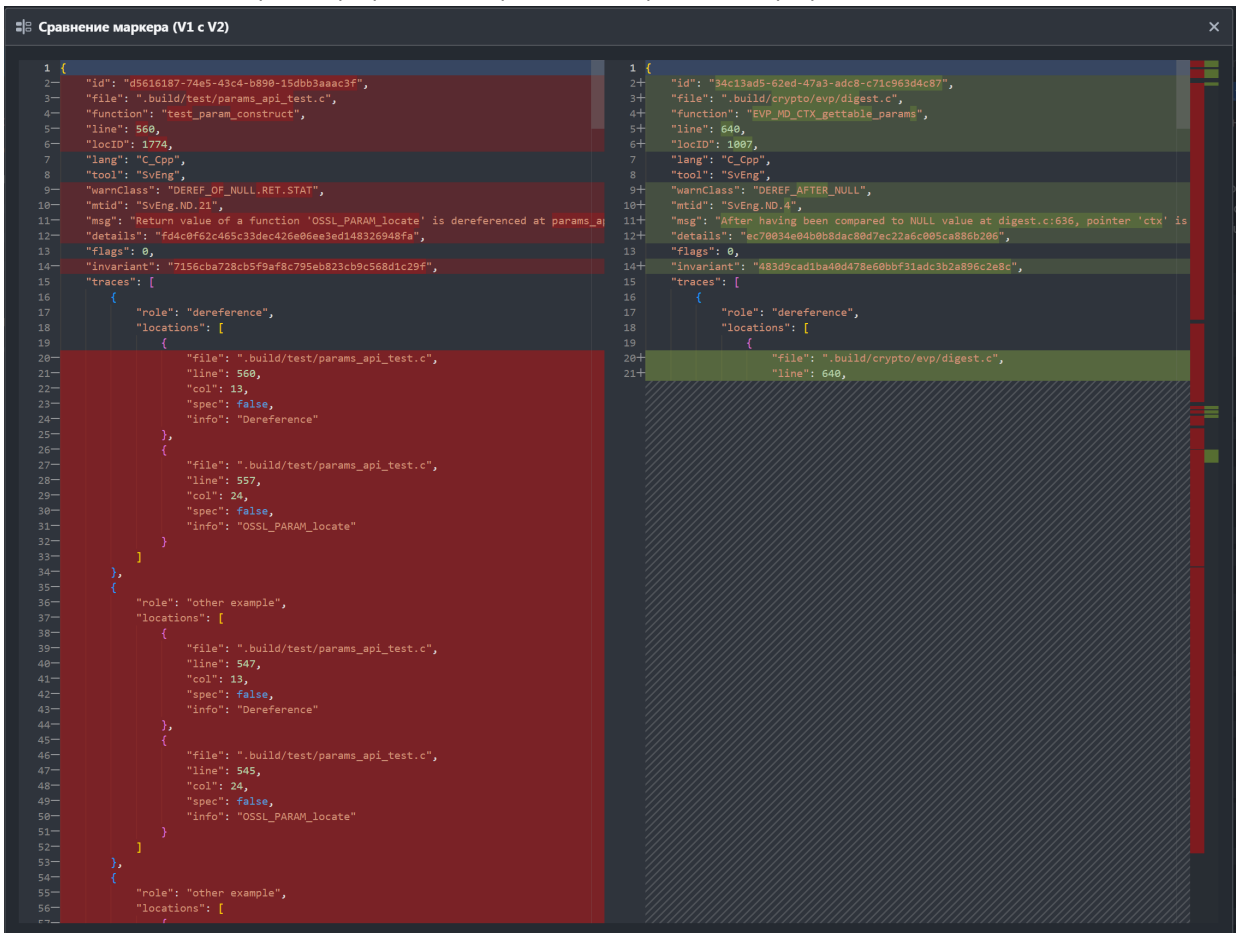 Сравнение маркера (V1 с V2)
1 {
2 "id": "d5616187-74e5-43c4-b890-15dbb3aaac3f",
3 "file": ".build/test/params_api_test.c",
4 "function": "test_param_construct",
5 "line": 560,
6 "locID": 1774,
7 "lang": "C_Cpp",
8 "tool": "SvEng",
9 "warnClass": "DEREF_OF_NULL.RET.STAT",
10 "mtid": "SvEng.ND.21",
11 "msg": "Return value of a function 'OSSL_PARAM_locate' is dereferenced at params_ap
12 "details": "fd4c0f62c465c33dec426e06ee3ed148326948fa",
13 "flags": 0,
14 "invariant": "7156cba728cb5f9af8c795eb823cb9c568d1c29f",
15 "traces": [
16 {
17 "role": "dereference",
18 "locations": [
19 {
20 "file": ".build/test/params_api_test.c",
21 "line": 560,
22 "col": 13,
23 "spec": false,
24 "info": "Dereference"
25 },
26 {
27 "file": ".build/test/params_api_test.c",
28 "line": 557,
29 "col": 24,
30 "spec": false,
31 "info": "OSSL_PARAM_locate"
32 }
33 ]
34 },
35 {
36 "role": "other example",
37 "locations": [
38 {
39 "file": ".build/test/params_api_test.c",
40 "line": 547,
41 "col": 13,
42 "spec": false,
43 "info": "Dereference"
44 },
45 {
46 "file": ".build/test/params_api_test.c",
47 "line": 545,
48 "col": 24,
49 "spec": false,
50 "info": "OSSL_PARAM_locate"
51 }
52 ]
53 },
54 {
55 "role": "other example",
56 "locations": [
1 {
2+ "id": "34c13ad5-62ed-47a3-adc8-c71c963d4c87",
3+ "file": ".build/crypto/evp/digest.c",
4+ "function": "EVP_MD_CTX_gettable_params",
5+ "line": 640,
6+ "locID": 1007,
7 "lang": "C_Cpp",
8 "tool": "SvEng",
9+ "warnClass": "DEREF_AFTER_NULL",
10+ "mtid": "SvEng.ND.4",
11+ "msg": "After having been compared to NULL value at digest.c:636, pointer 'ctx' is
12+ "details": "ec70034e04b0b8dac80d7ec22a6c005ca886b206",
13 "flags": 0,
14+ "invariant": "483d9cad1ba40d478e60bbf31adc3b2a896c2e8c",
15 "traces": [
16 {
17 "role": "dereference",
18 "locations": [
19 {
20+ "file": ".build/crypto/evp/digest.c",
21+ "line": 640,